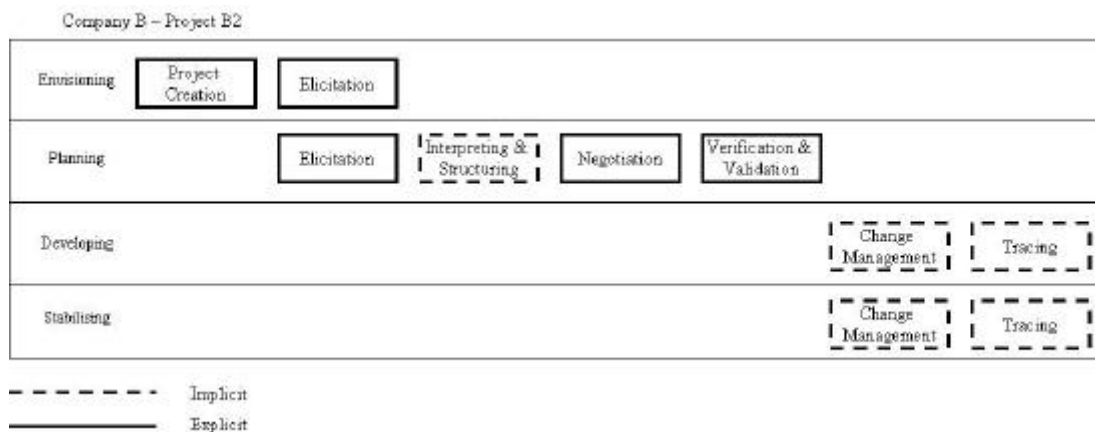 Company B – Project B2
Envisioning
Project
Creation
Elicitation
Planning
Elicitation
Interpreting &
Structuring
Negotiation
Verification &
Validation
Developing
Change
Management
Tracing
Stabilising
Change
Management
Tracing
Implicit
Explicit